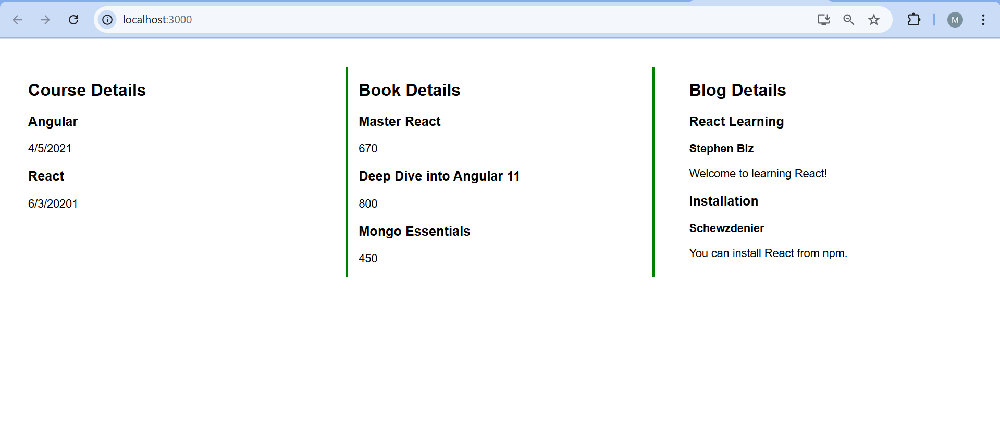 localhost:3000
M
Course Details
Angular
4/5/2021
React
6/3/20201
Book Details
Master React
670
Deep Dive into Angular 11
800
Mongo Essentials
450
Blog Details
React Learning
Stephen Biz
Welcome to learning React!
Installation
Schewzdenier
You can install React from npm.